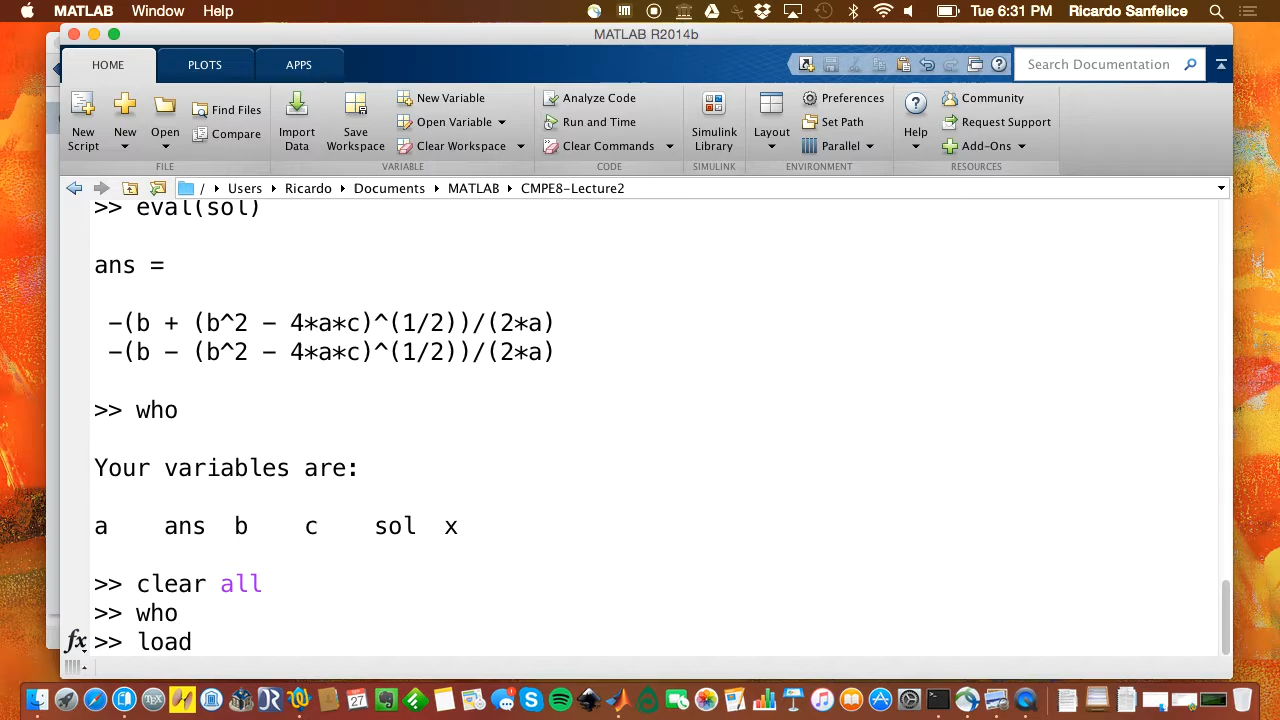 MATLAB Window Help Tue 6:31 PM Ricardo Sanfelice
MATLAB R2014b
HOME PLOTS APPS Search Documentation
New Script New Open Find Files Compare Import Data Save Workspace New Variable Open Variable Clear Workspace Analyze Code Run and Time Clear Commands Simulink Library Layout Preferences Set Path Parallel Help Community Request Support Add-Ons
FILE VARIABLE CODE SIMULINK ENVIRONMENT RESOURCES
/ Users Ricardo Documents MATLAB CMPE8-Lecture2
>> eval(sol)
ans =
-(b + (b^2 - 4*a*c)^(1/2))/(2*a)
-(b - (b^2 - 4*a*c)^(1/2))/(2*a)
>> who
Your variables are:
a ans b c sol x
>> clear all
>> who
fx >> load